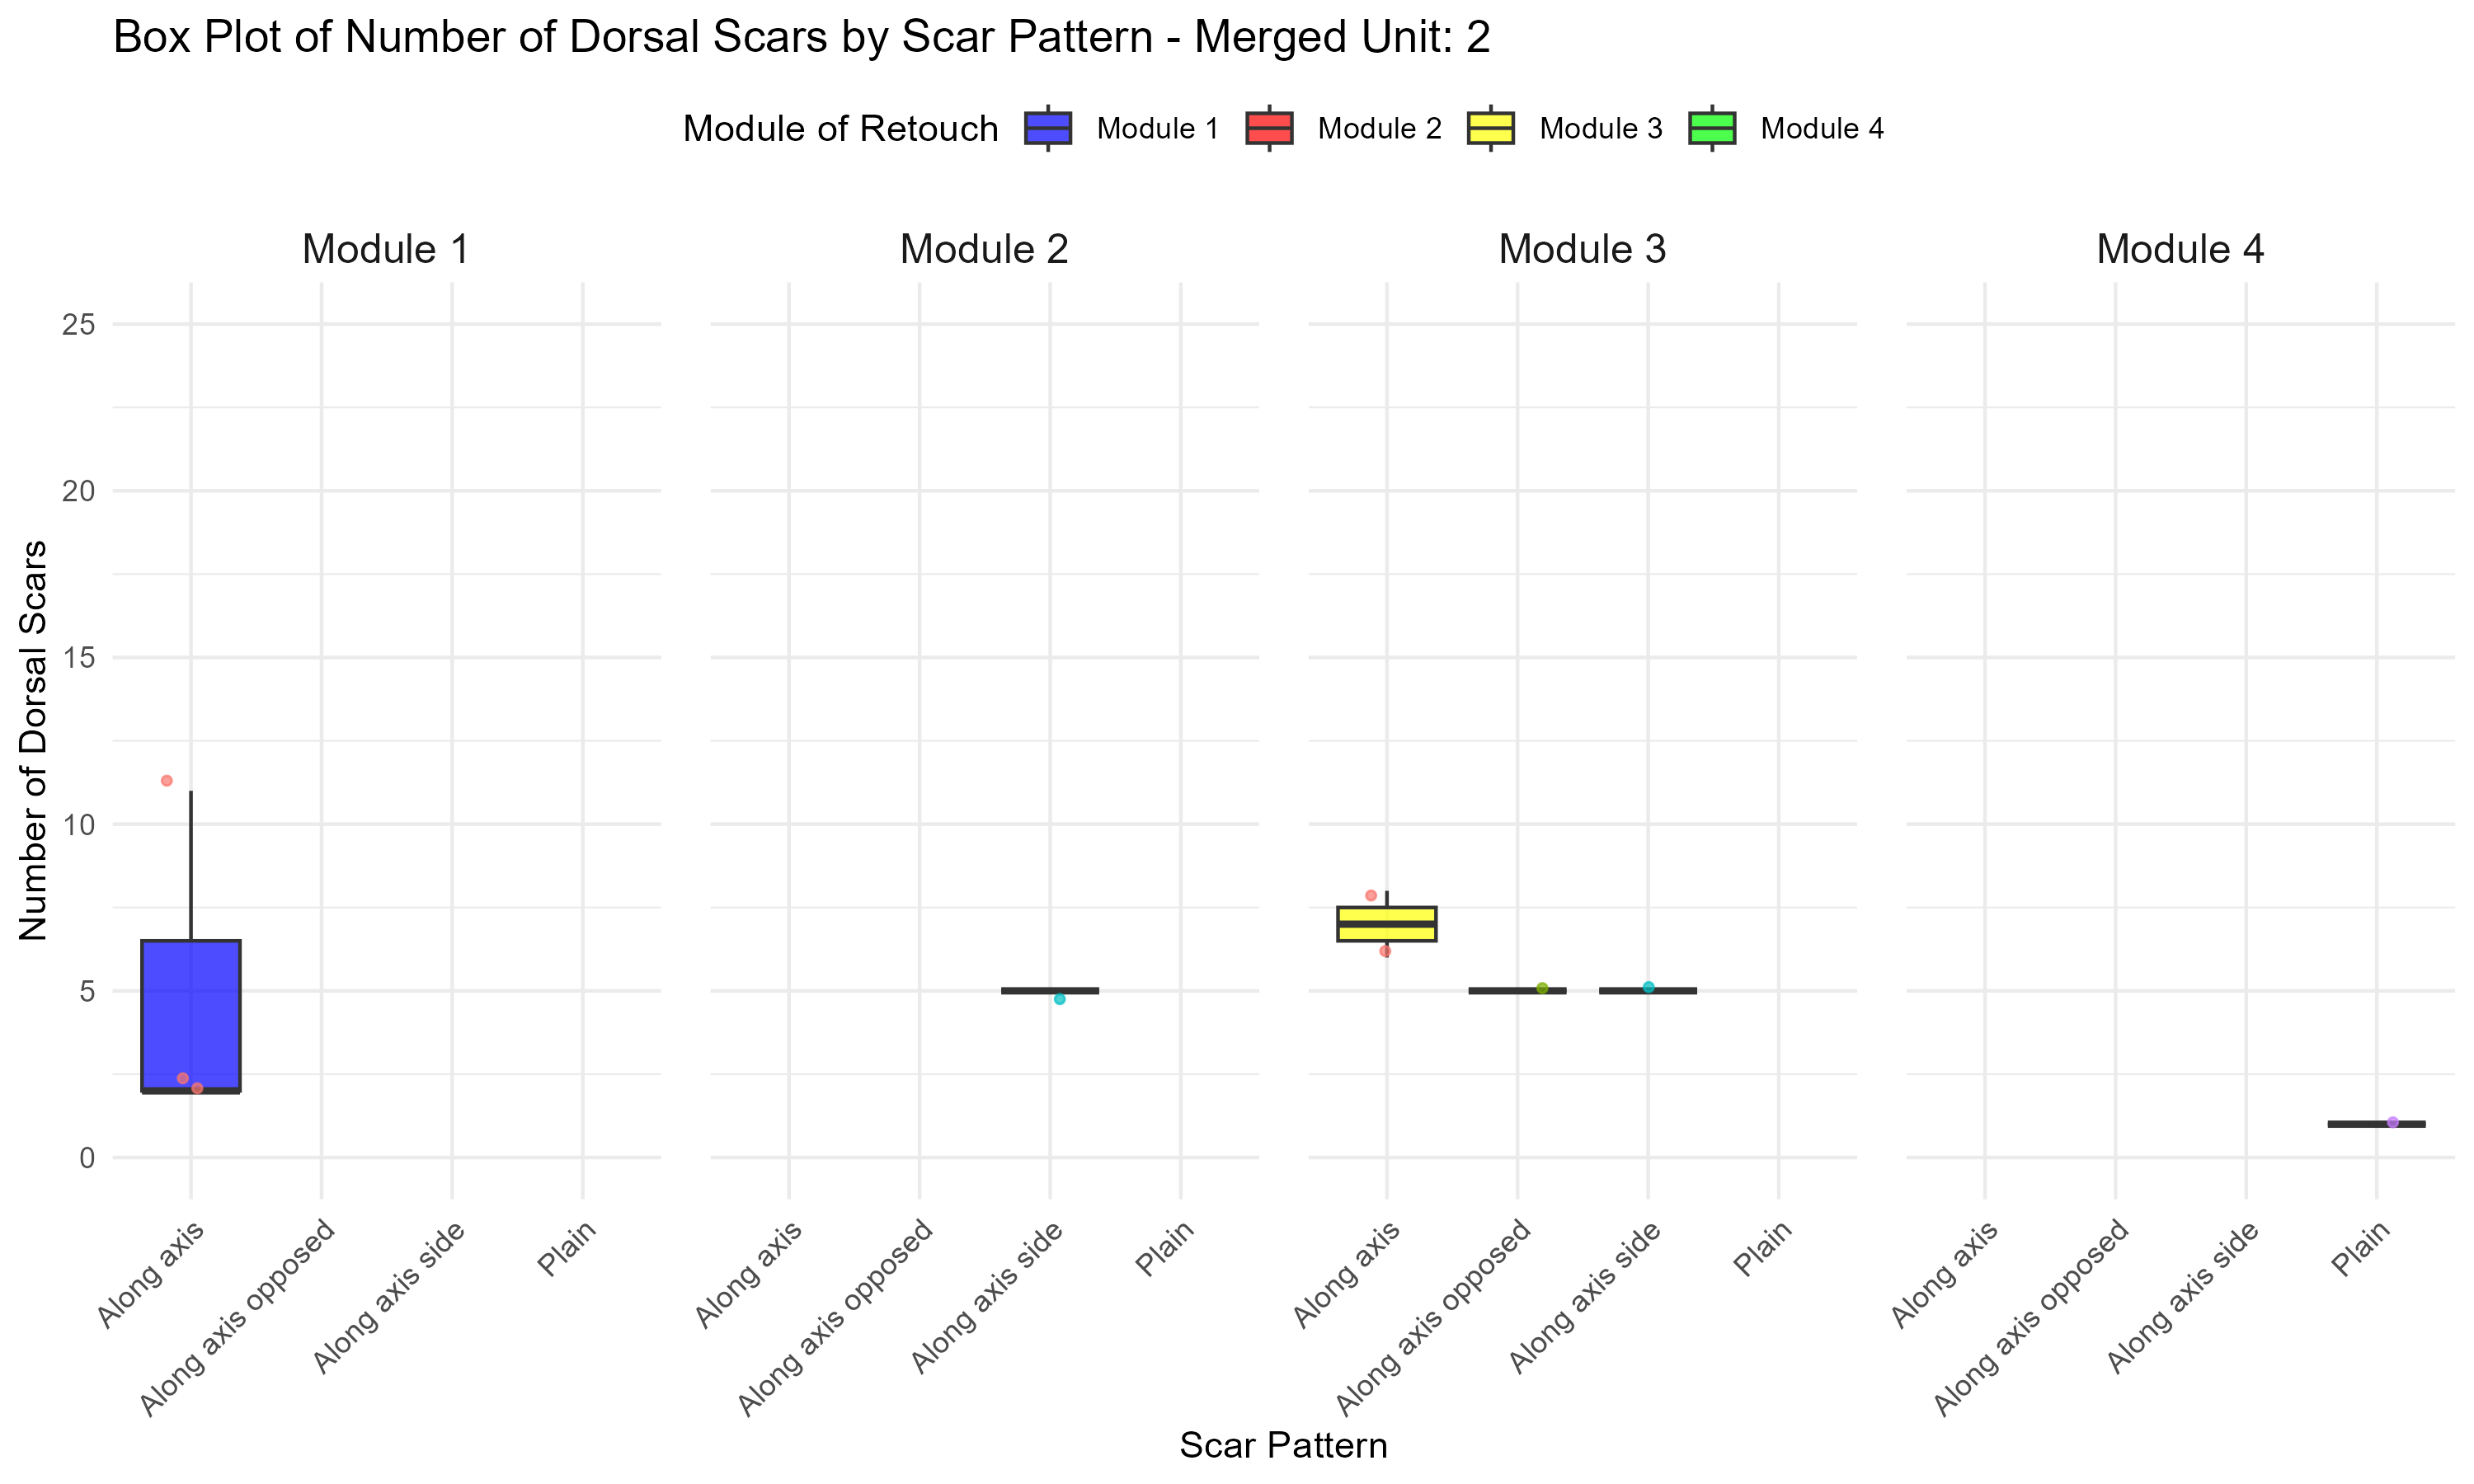 Box Plot of Number of Dorsal Scars by Scar Pattern - Merged Unit: 2
Module of Retouch Module 1 Module 2 Module 3 Module 4
Module 1 Module 2 Module 3 Module 4
Number of Dorsal Scars
25
20
15
10
5
0
Along axis
Along axis opposed
Along axis side
Plain
Along axis
Along axis opposed
Along axis side
Plain
Along axis
Along axis opposed
Along axis side
Plain
Along axis
Along axis opposed
Along axis side
Plain
Scar Pattern